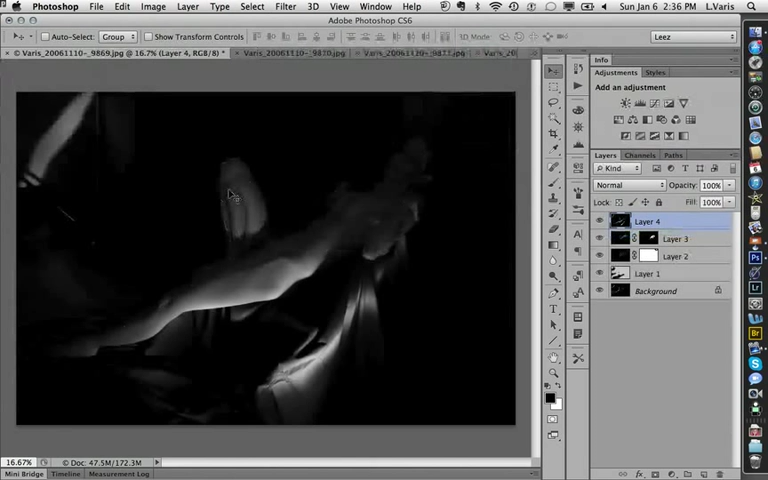 Photoshop File Edit Image Layer Type Select Filter 3D View Window Help Sun Jan 6 2:36 PM L.Varis
Adobe Photoshop CS6
Auto-Select: Group Show Transform Controls 3D Mode: Leez
× Varis_20061110-_9869.jpg @ 16.7% (Layer 4, RGB/8) *
Info
Adjustments Styles
Add an adjustment
Layers Channels Paths
Kind
Normal Opacity: 100%
Lock: Fill: 100%
Layer 4
Layer 3
Layer 2
Layer 1
Background
16.67% Doc: 47.5M/172.3M
Mini Bridge Timeline Measurement Log